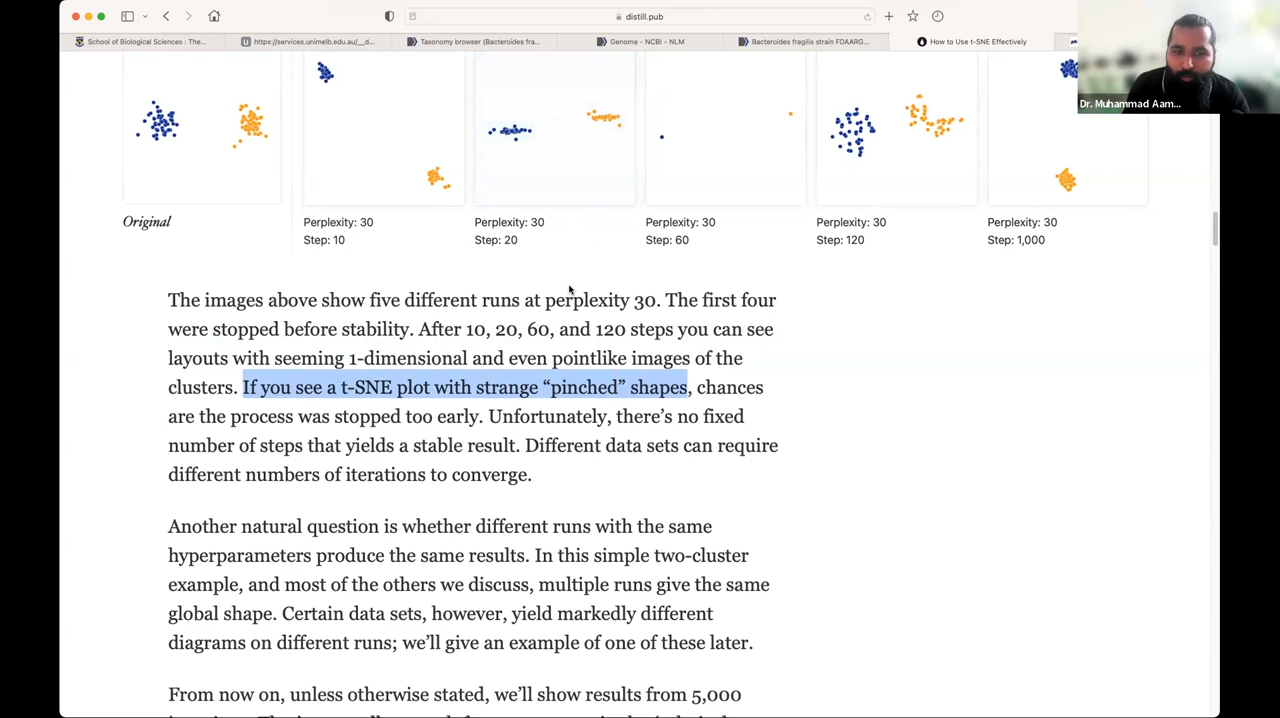 distill.pub
School of Biological Sciences : The...
https://services.unimelb.edu.au/__d...
Taxonomy browser (Bacteroides fra...
Genome - NCBI - NLM
Bacteroides fragilis strain FDAARG...
How to Use t-SNE Effectively
Dr. Muhammad Aam...
Original
Perplexity: 30
Step: 10
Perplexity: 30
Step: 20
Perplexity: 30
Step: 60
Perplexity: 30
Step: 120
Perplexity: 30
Step: 1,000
The images above show five different runs at perplexity 30. The first four
were stopped before stability. After 10, 20, 60, and 120 steps you can see
layouts with seeming 1-dimensional and even pointlike images of the
clusters. If you see a t-SNE plot with strange “pinched” shapes, chances
are the process was stopped too early. Unfortunately, there’s no fixed
number of steps that yields a stable result. Different data sets can require
different numbers of iterations to converge.
Another natural question is whether different runs with the same
hyperparameters produce the same results. In this simple two-cluster
example, and most of the others we discuss, multiple runs give the same
global shape. Certain data sets, however, yield markedly different
diagrams on different runs; we’ll give an example of one of these later.
From now on, unless otherwise stated, we’ll show results from 5,000